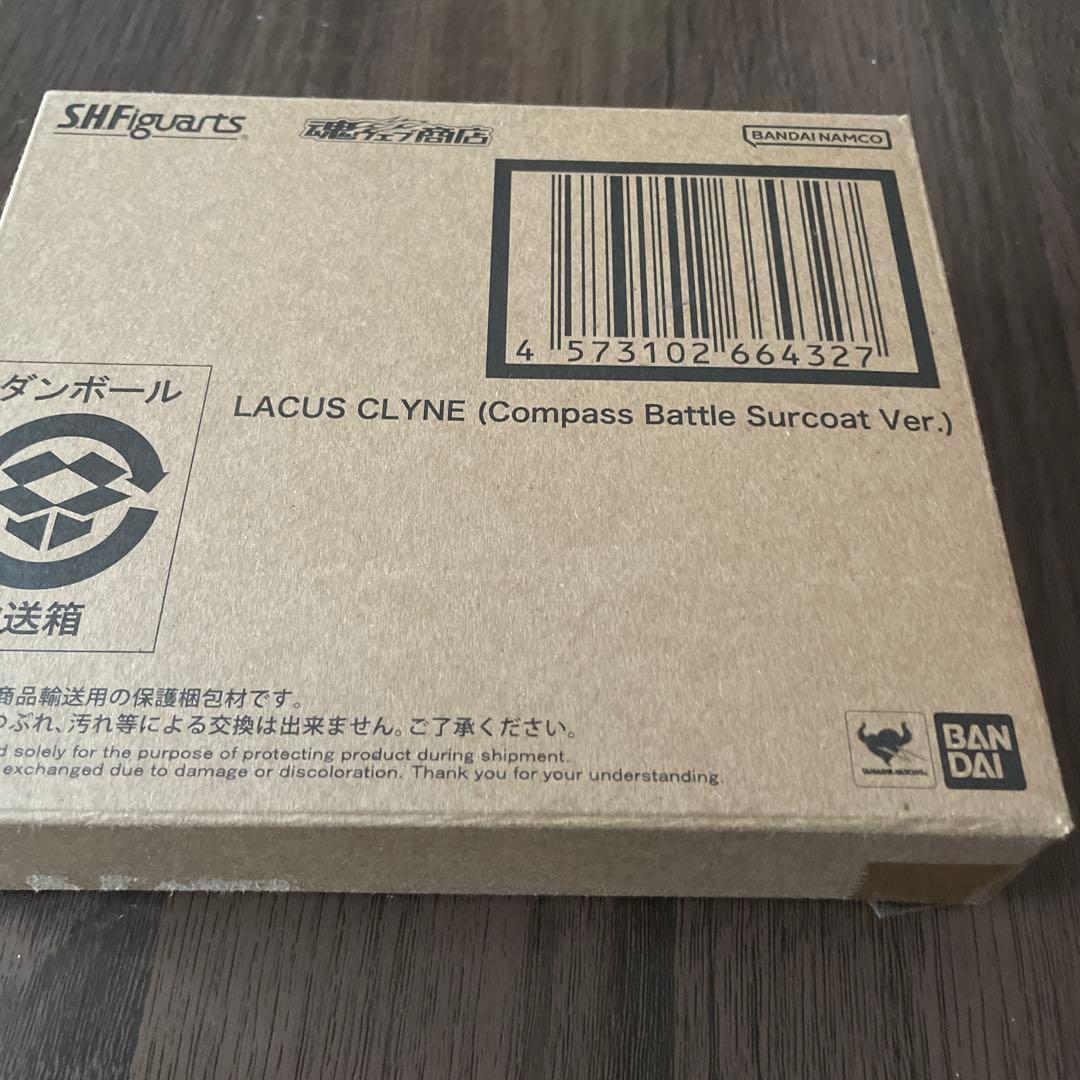 S.H.Figuarts
魂ウェブ商店
BANDAI NAMCO
4 573102 664327
LACUS CLYNE (Compass Battle Surcoat Ver.)
ダンボール
送箱
商品輸送用の保護梱包材です。
つぶれ、汚れ等による交換は出来ません。ご了承ください。
solely for the purpose of protecting product during shipment.
exchanged due to damage or discoloration. Thank you for your understanding.
TAMASHII NATIONS
BAN
DAI